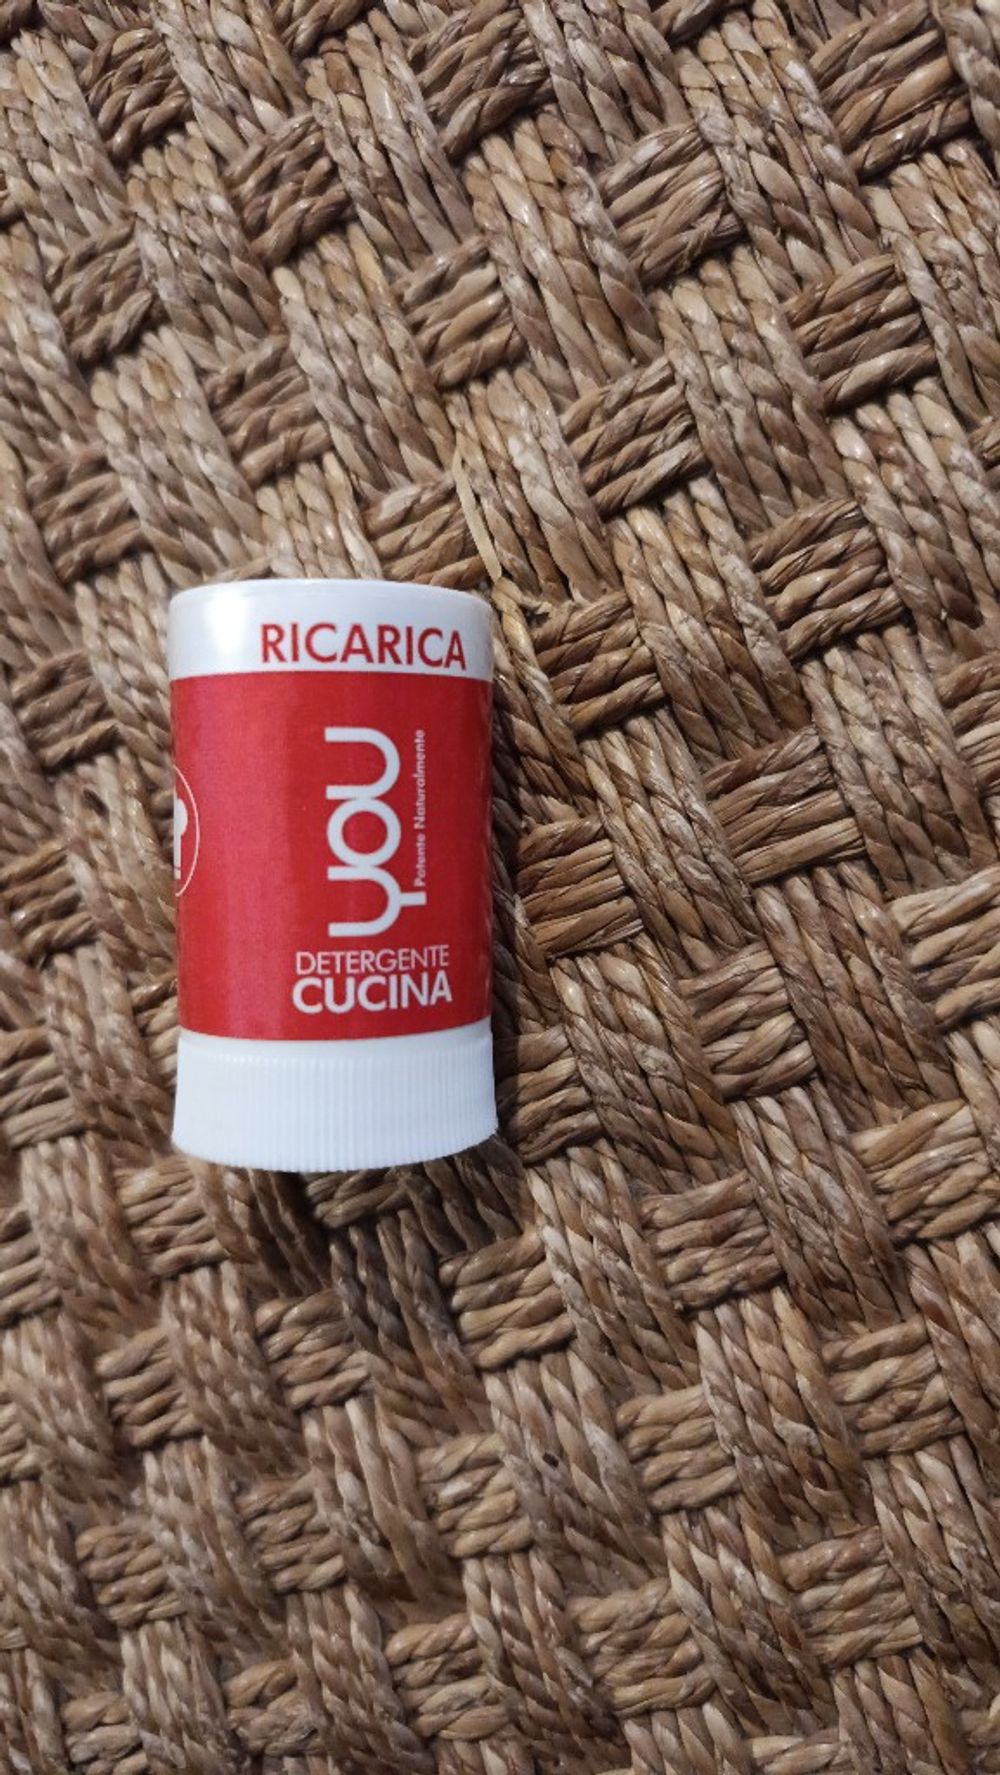 RICARICA
you
Potente Naturalmente
DETERGENTE
CUCINA